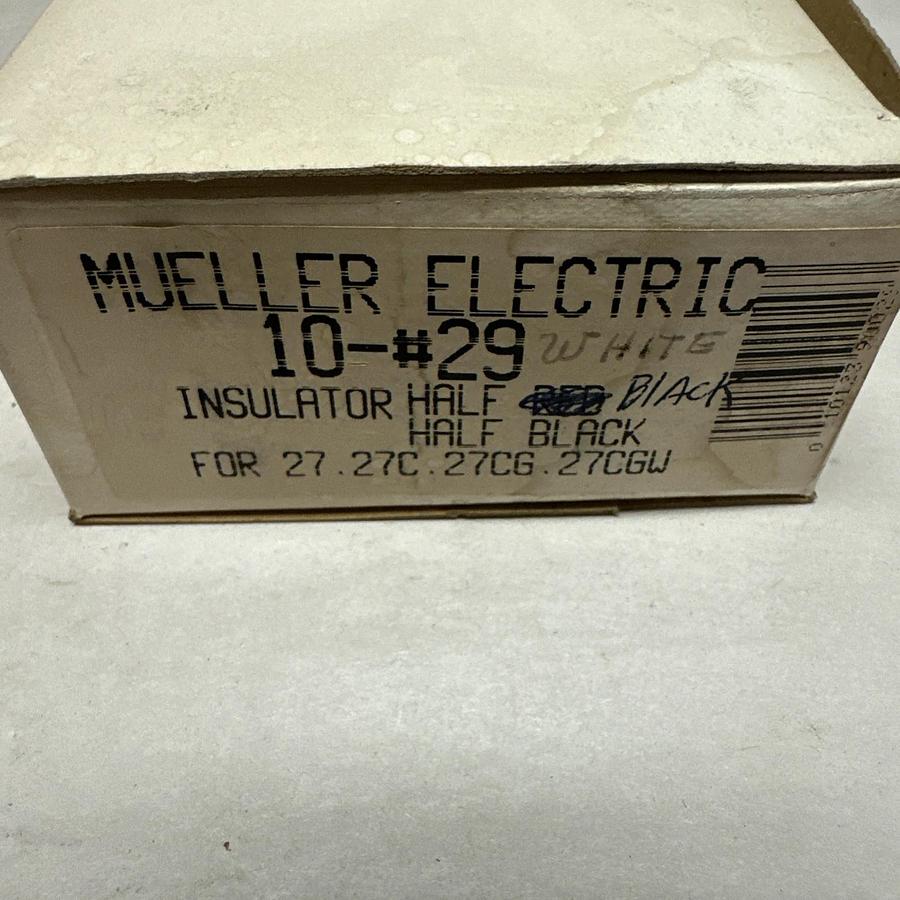 MUELLER ELECTRIC
10-#29 WHITE
INSULATOR HALF RED BlACK
HALF BLACK
FOR 27.27C.27CG.27CGW